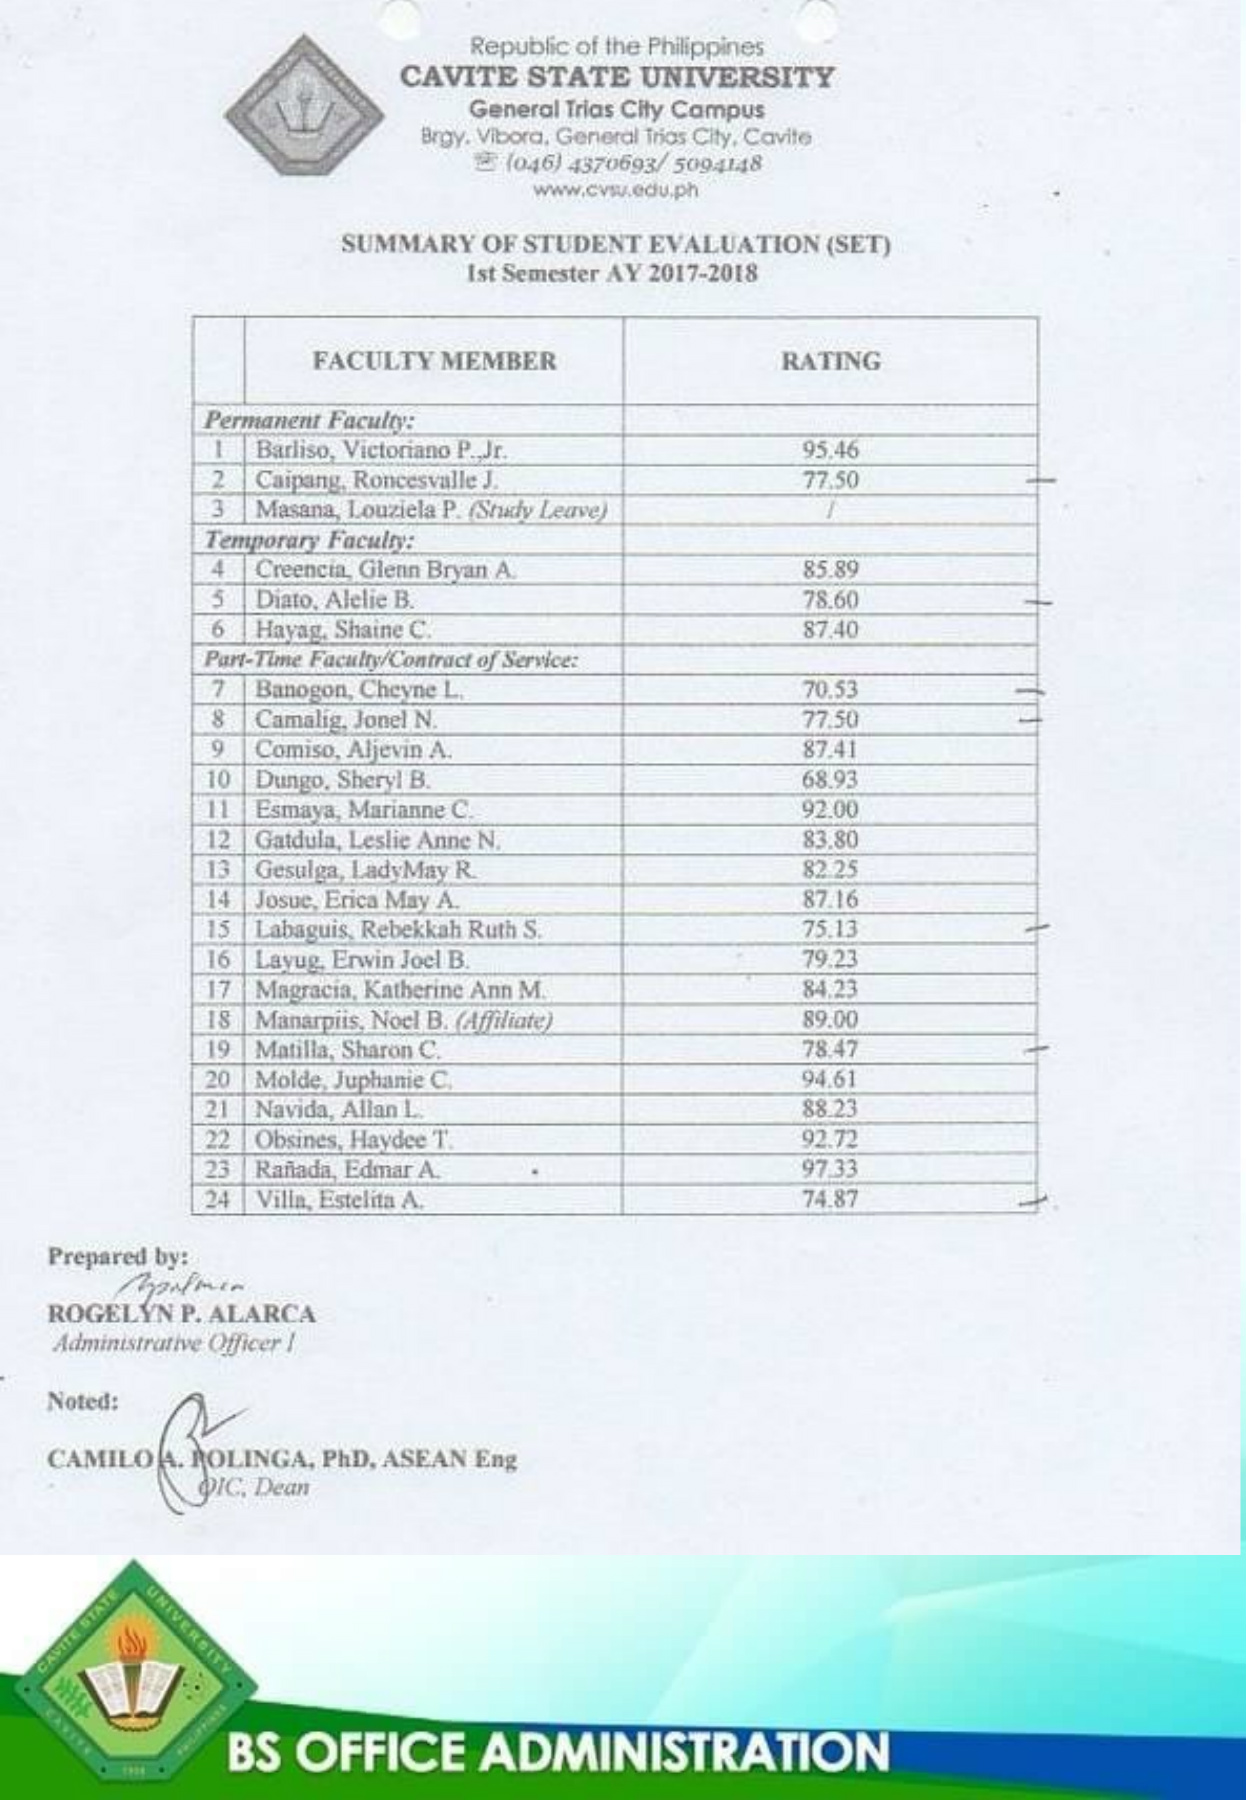 Republic of the Philippines
CAVITE STATE UNIVERSITY
General Trias City Campus
Brgy. Vibora, General Trias City, Cavite
☏ (046) 4370693/ 5094148
www.cvsu.edu.ph
SUMMARY OF STUDENT EVALUATION (SET)
1st Semester AY 2017-2018
FACULTY MEMBER RATING
Permanent Faculty:
1 Barliso, Victoriano P.,Jr. 95.46
2 Caipang, Roncesvalle J. 77.50
3 Masana, Louziela P. (Study Leave) /
Temporary Faculty:
4 Creencia, Glenn Bryan A. 85.89
5 Diato, Alelie B. 78.60
6 Hayag, Shaine C. 87.40
Part-Time Faculty/Contract of Service:
7 Banogon, Cheyne L. 70.53
8 Camalig, Jonel N. 77.50
9 Comiso, Aljevin A. 87.41
10 Dungo, Sheryl B. 68.93
11 Esmaya, Marianne C. 92.00
12 Gatdula, Leslie Anne N. 83.80
13 Gesulga, LadyMay R. 82.25
14 Josue, Erica May A. 87.16
15 Labaguis, Rebekkah Ruth S. 75.13
16 Layug, Erwin Joel B. 79.23
17 Magracia, Katherine Ann M. 84.23
18 Manarpiis, Noel B. (Affiliate) 89.00
19 Matilla, Sharon C. 78.47
20 Molde, Juphanie C. 94.61
21 Navida, Allan L. 88.23
22 Obsines, Haydee T. 92.72
23 Rañada, Edmar A. 97.33
24 Villa, Estelita A. 74.87
Prepared by:
ROGELYN P. ALARCA
Administrative Officer I
Noted:
CAMILO A. POLINGA, PhD, ASEAN Eng
OIC, Dean
CAVITE STATE UNIVERSITY
CAVITE PHILIPPINES
1906
BS OFFICE ADMINISTRATION